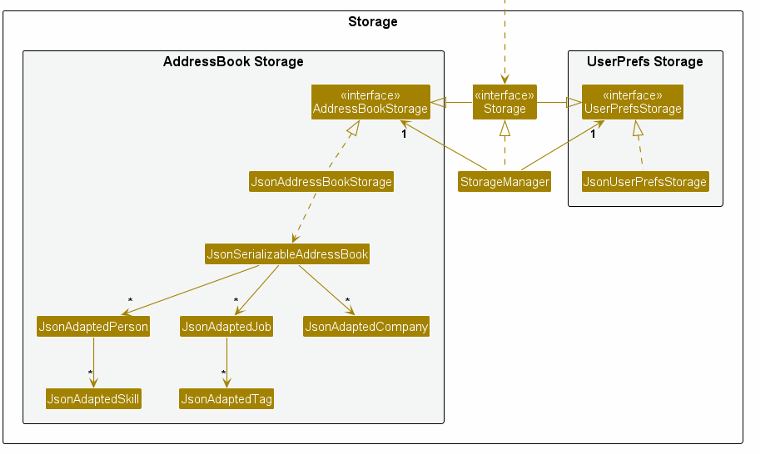 Storage
AddressBook Storage
UserPrefs Storage
«interface»
AddressBookStorage
«interface»
Storage
«interface»
UserPrefsStorage
1
1
JsonAddressBookStorage
StorageManager
JsonUserPrefsStorage
JsonSerializableAddressBook
*
*
*
JsonAdaptedPerson
JsonAdaptedJob
JsonAdaptedCompany
*
*
JsonAdaptedSkill
JsonAdaptedTag